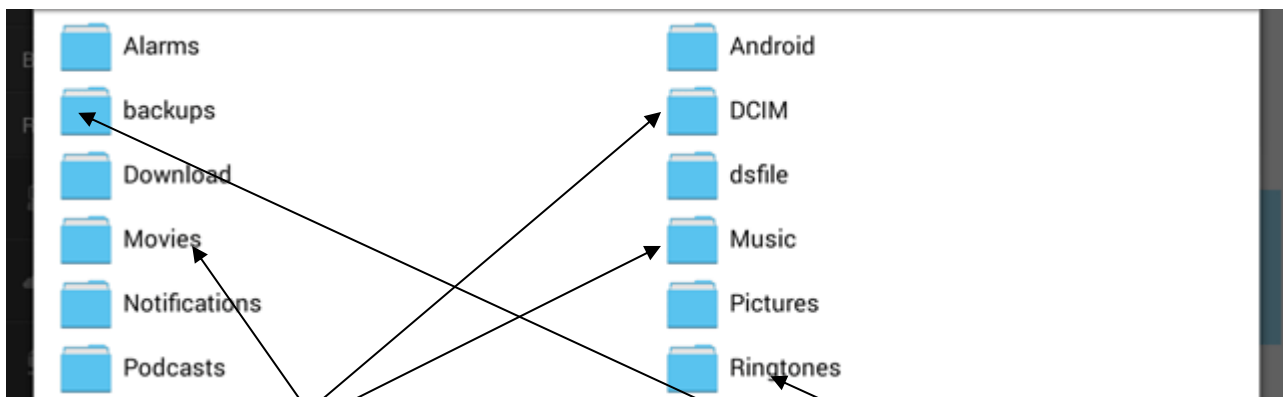 Alarms
Android
backups
DCIM
Download
dsfile
Movies
Music
Notifications
Pictures
Podcasts
Ringtones